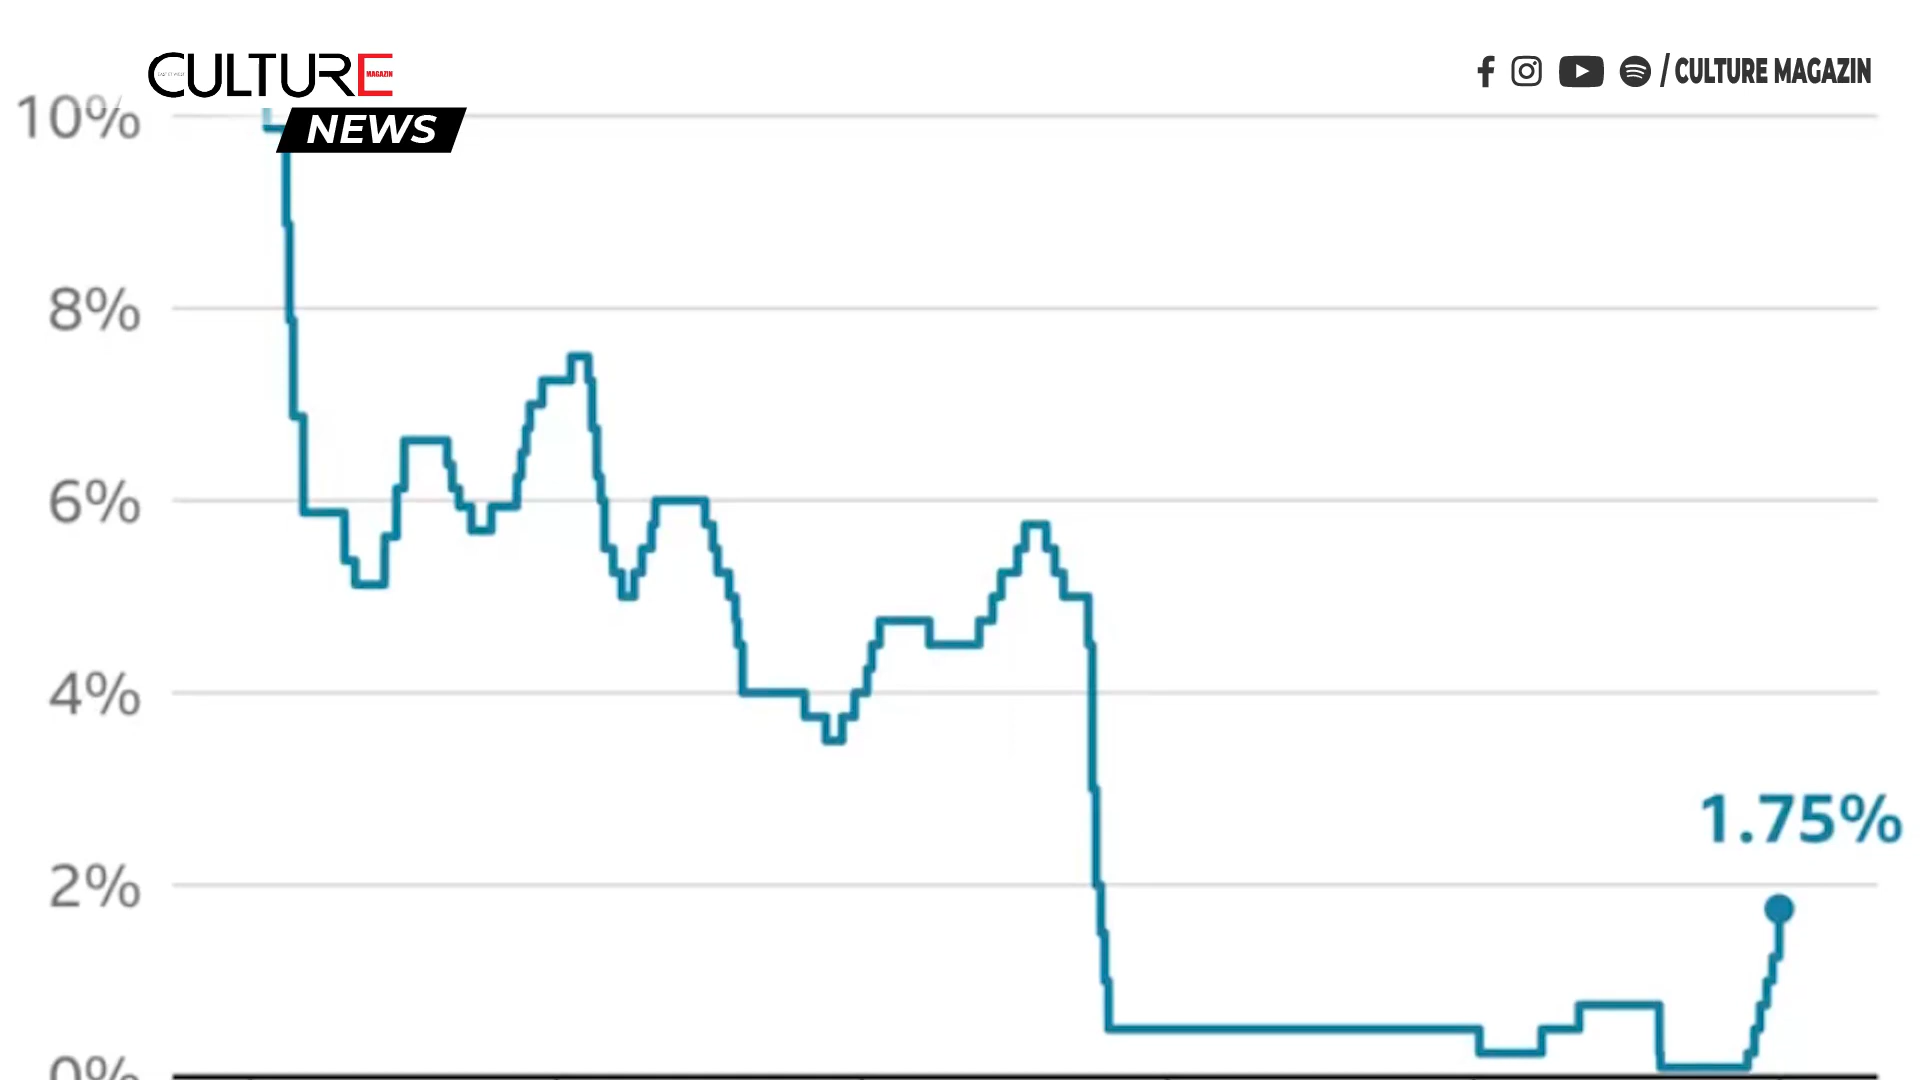 CULTURE
MAGAZIN
NEWS
/ CULTURE MAGAZIN
10%
8%
6%
4%
2%
0%
1.75%